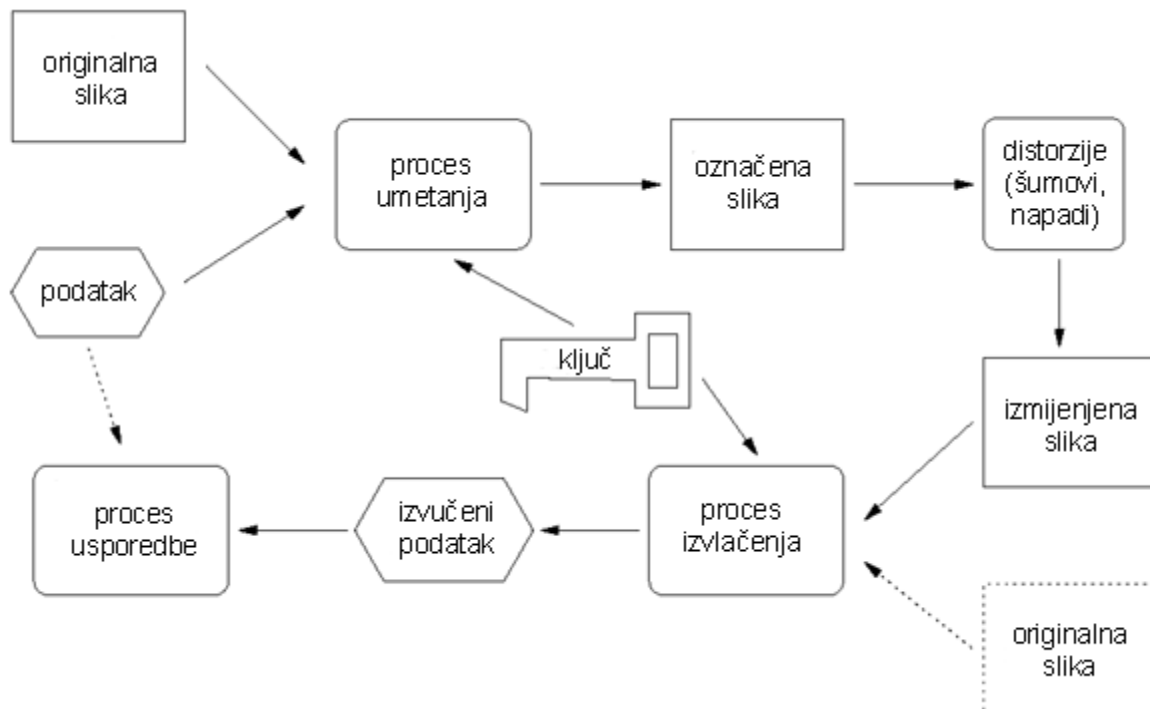 originalna
slika
proces
umetanja
označena
slika
distorzije
(šumovi,
napadi)
podatak
ključ
izmijenjena
slika
proces
usporedbe
izvučeni
podatak
proces
izvlačenja
originalna
slika